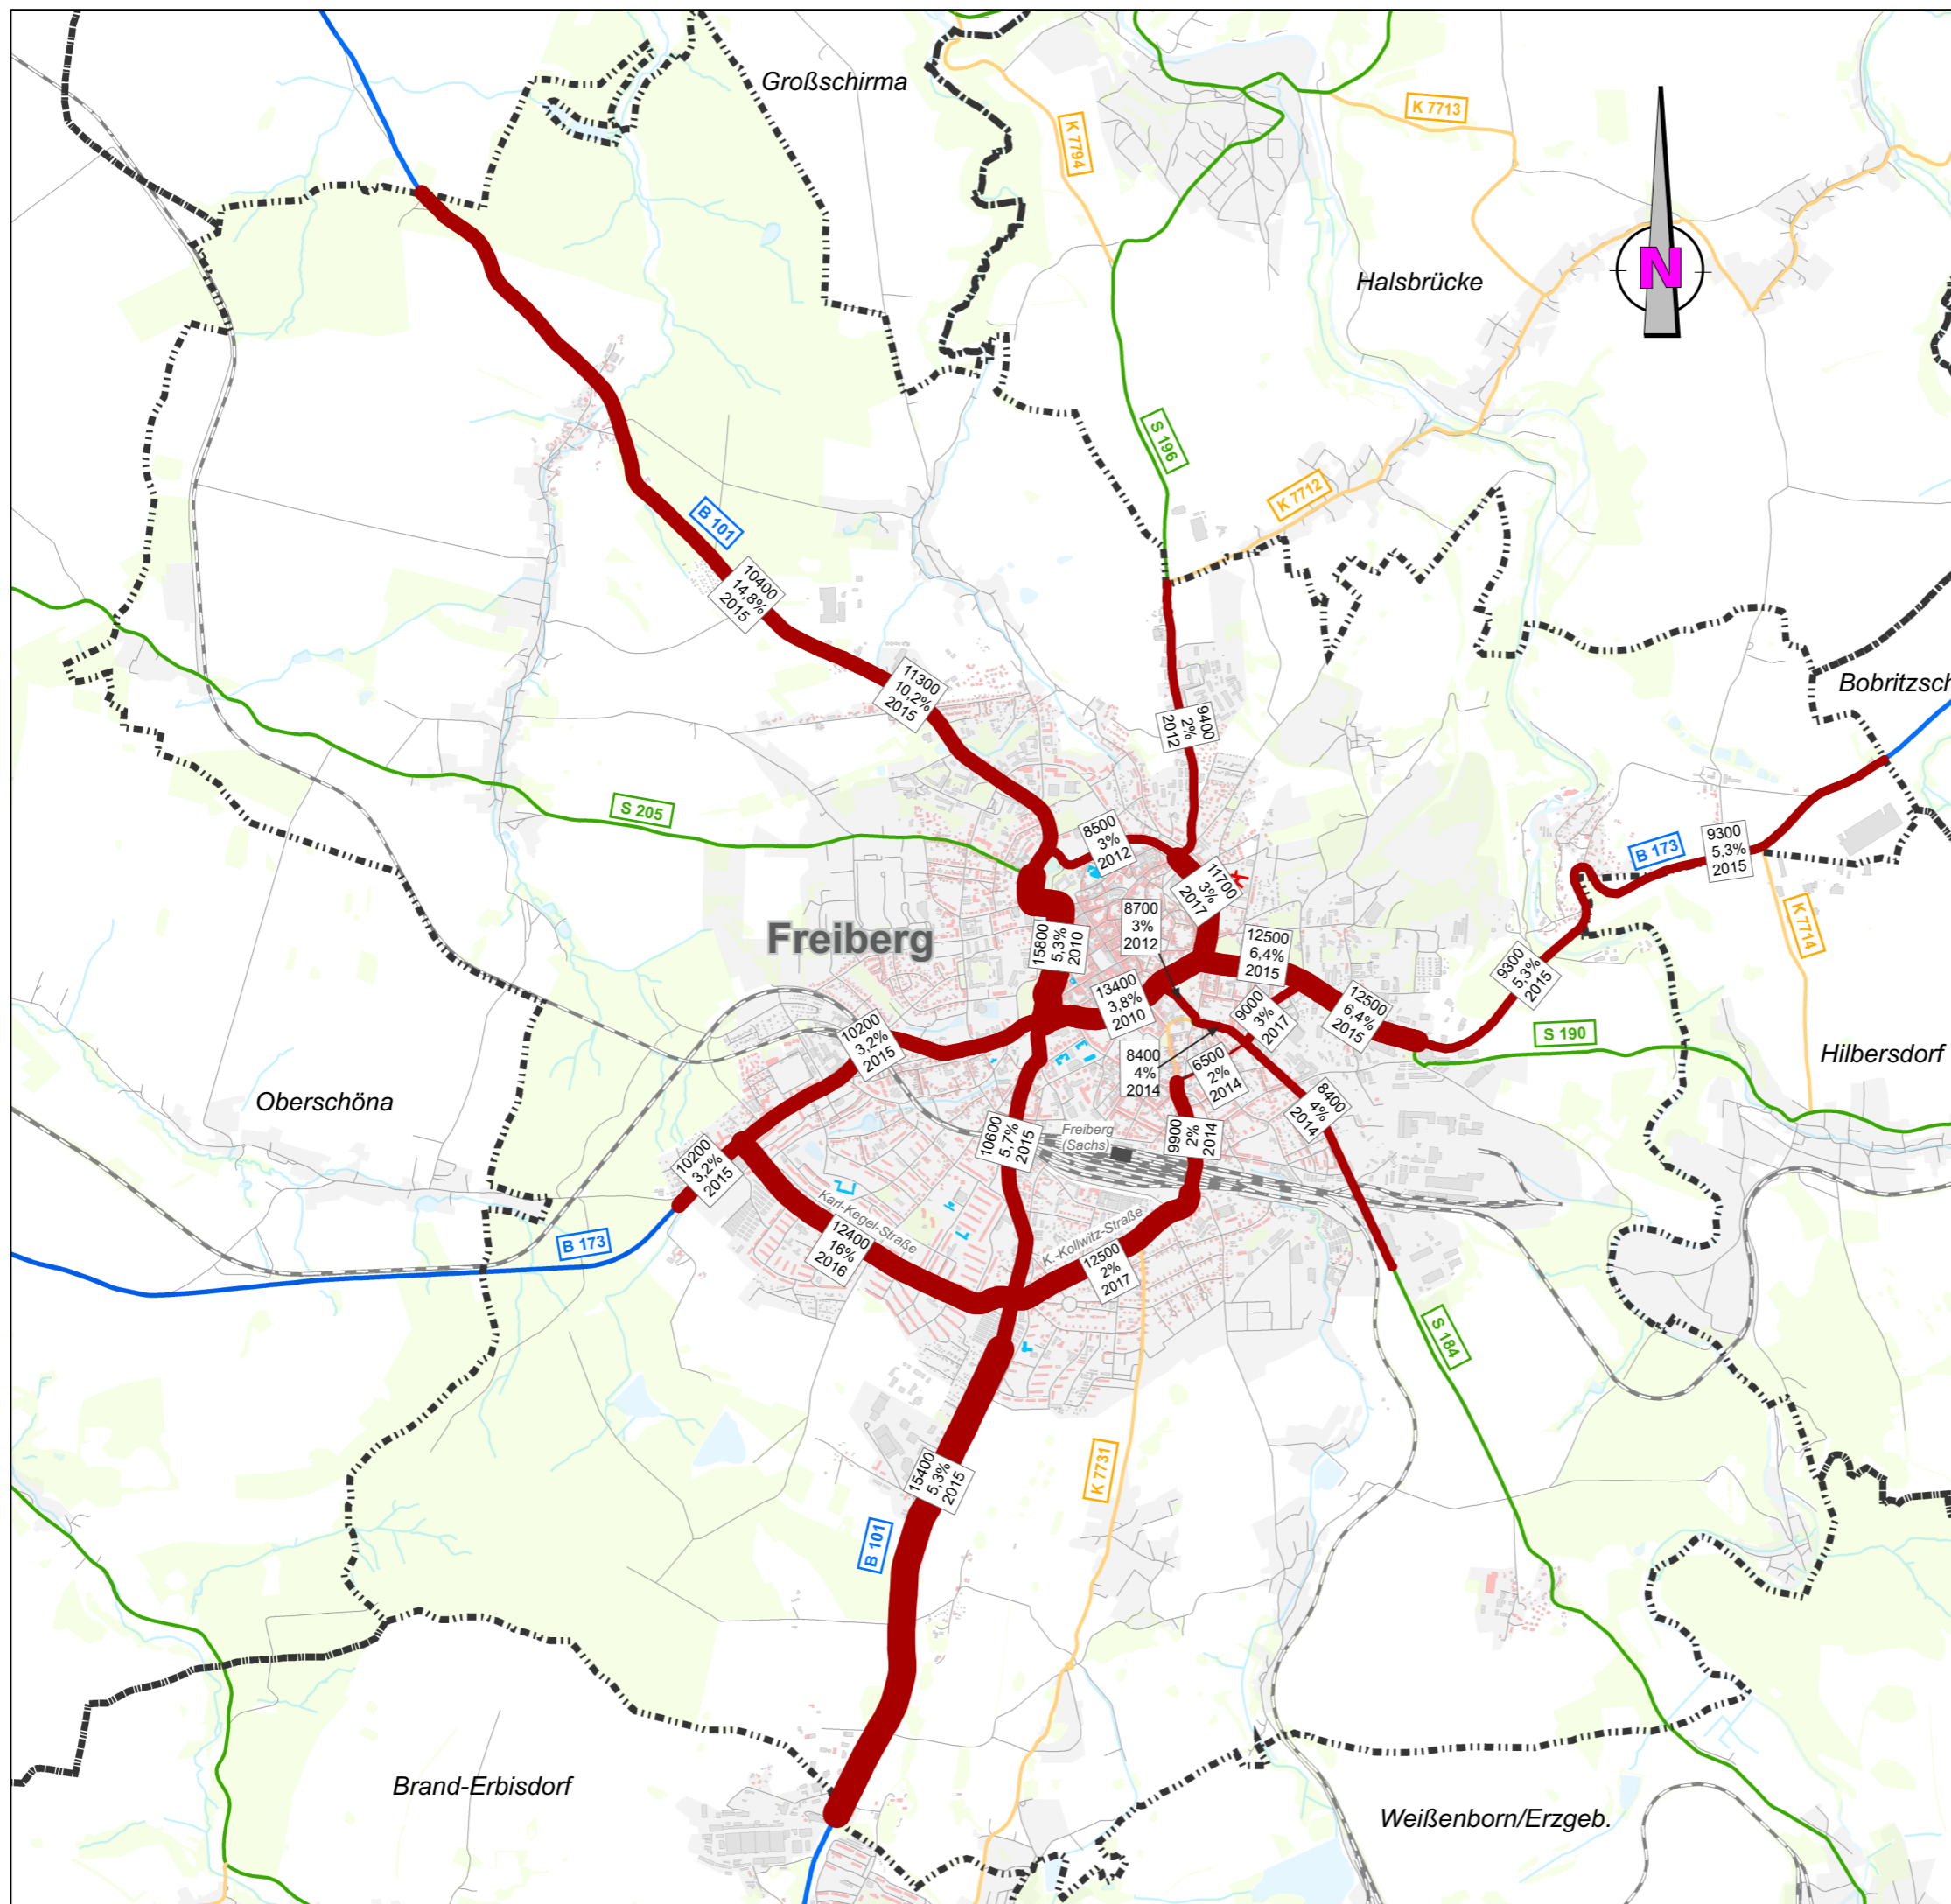 Großschirma
K 7794
K 7713
Halsbrücke
N
S 196
K 7712
B 101
10400
14,8%
2015
11300
10,2%
2015
9400
2%
2012
Bobritzsch
S 205
8500
3%
2012
11700
3%
2017
B 173
9300
5,3%
2015
K 7714
Freiberg
15800
5,3%
2010
8700
3%
2012
12500
6,4%
2015
9300
5,3%
2015
13400
3,8%
2010
9000
3%
2017
12500
6,4%
2015
S 190
10200
3,2%
2015
8400
4%
2014
6500
2%
2014
Hilbersdorf
Oberschöna
8400
4%
2014
10600
5,7%
2015
Freiberg
(Sachs)
9900
2%
2014
10200
3,2%
2015
Karl-Kegel-Straße
12400
16%
2016
K.-Kollwitz-Straße
12500
2%
2017
B 173
S 184
15400
5,3%
2015
K 7731
B 101
Brand-Erbisdorf
Weißenborn/Erzgeb.